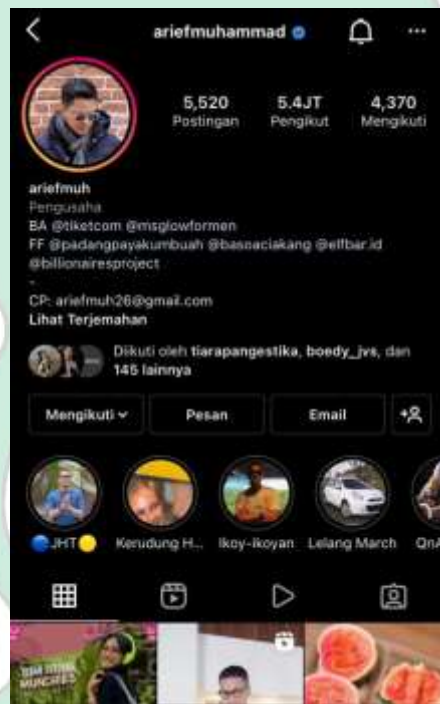 ariefmuhammad
5,520 5.4JT 4,370
Postingan Pengikut Mengikuti
ariefmuh
Pengusaha
BA @tiketcom @msglowformen
FF @padangpayakumbuah @basoaciakang @elfbar.id
@billionairesproject
-
CP: ariefmuh26@gmail.com
Lihat Terjemahan
Diikuti oleh tiarapangestika, boedy_jvs, dan
145 lainnya
Mengikuti Pesan Email
JHT Kerudung H... Ikoy-ikoyan Lelang March QnA